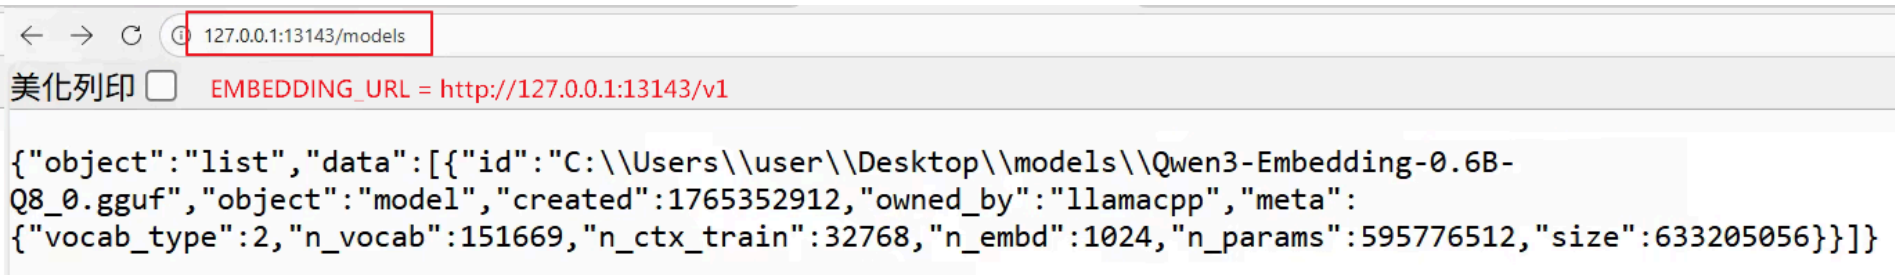 127.0.0.1:13143/models
美化列印 EMBEDDING_URL = http://127.0.0.1:13143/v1
{"object":"list","data":[{"id":"C:\\Users\\user\\Desktop\\models\\Qwen3-Embedding-0.6B-
Q8_0.gguf","object":"model","created":1765352912,"owned_by":"llamacpp","meta":
{"vocab_type":2,"n_vocab":151669,"n_ctx_train":32768,"n_embd":1024,"n_params":595776512,"size":633205056}}]}